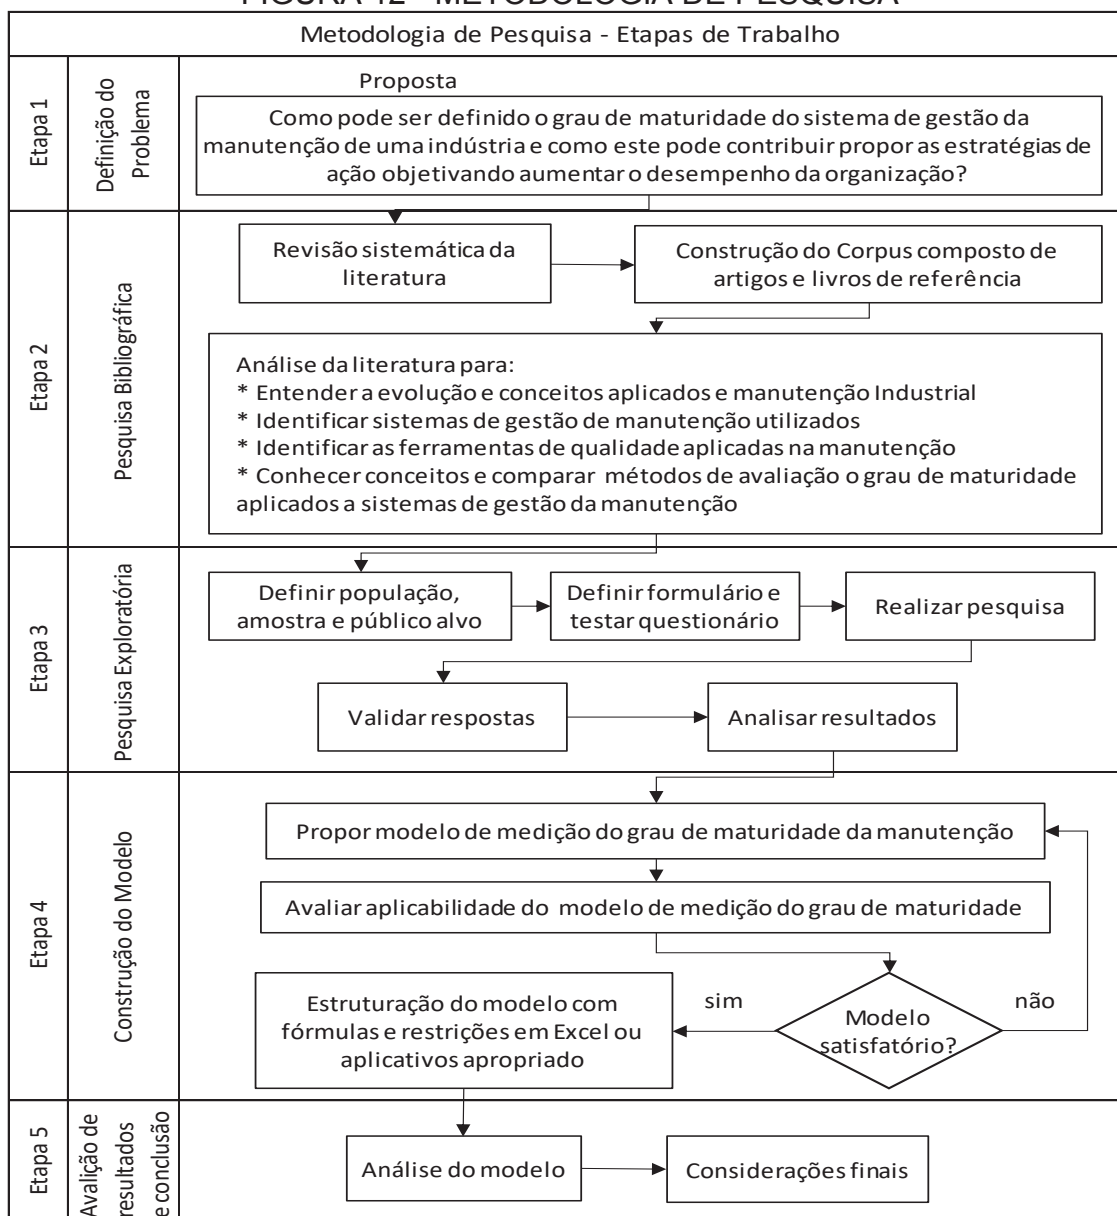 FIGURA 12 - METODOLOGIA DE PESQUISA
Metodologia de Pesquisa - Etapas de Trabalho
Etapa 1
Definição do
Problema
Proposta
Como pode ser definido o grau de maturidade do sistema de gestão da
manutenção de uma indústria e como este pode contribuir propor as estratégias de
ação objetivando aumentar o desempenho da organização?
Etapa 2
Pesquisa Bibliográfica
Revisão sistemática da
literatura
Construção do Corpus composto de
artigos e livros de referência
Análise da literatura para:
* Entender a evolução e conceitos aplicados e manutenção Industrial
* Identificar sistemas de gestão de manutenção utilizados
* Identificar as ferramentas de qualidade aplicadas na manutenção
* Conhecer conceitos e comparar métodos de avaliação o grau de maturidade
aplicados a sistemas de gestão da manutenção
Etapa 3
Pesquisa Exploratória
Definir população,
amostra e público alvo
Definir formulário e
testar questionário
Realizar pesquisa
Validar respostas
Analisar resultados
Etapa 4
Construção do Modelo
Propor modelo de medição do grau de maturidade da manutenção
Avaliar aplicabilidade do modelo de medição do grau de maturidade
Estruturação do modelo com
fórmulas e restrições em Excel ou
aplicativos apropriado
sim
Modelo
satisfatório?
não
Etapa 5
Avalição de
resultados
e conclusão
Análise do modelo
Considerações finais